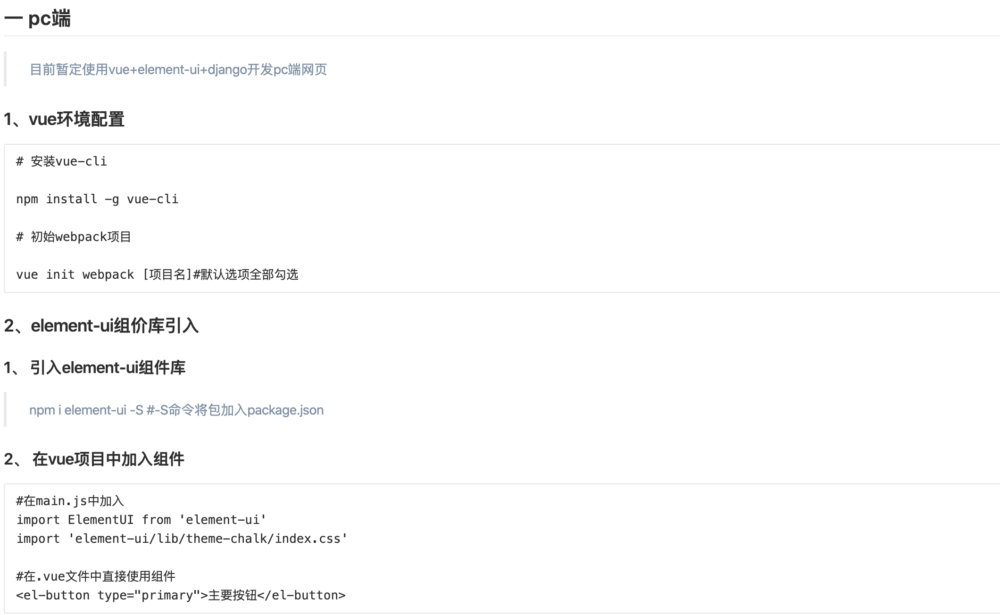 一 pc端
目前暂定使用vue+element-ui+django开发pc端网页
1、vue环境配置
# 安装vue-cli
npm install -g vue-cli
# 初始webpack项目
vue init webpack [项目名]#默认选项全部勾选
2、element-ui组价库引入
1、 引入element-ui组件库
npm i element-ui -S #-S命令将包加入package.json
2、 在vue项目中加入组件
#在main.js中加入
import ElementUI from 'element-ui'
import 'element-ui/lib/theme-chalk/index.css'
#在.vue文件中直接使用组件
<el-button type="primary">主要按钮</el-button>